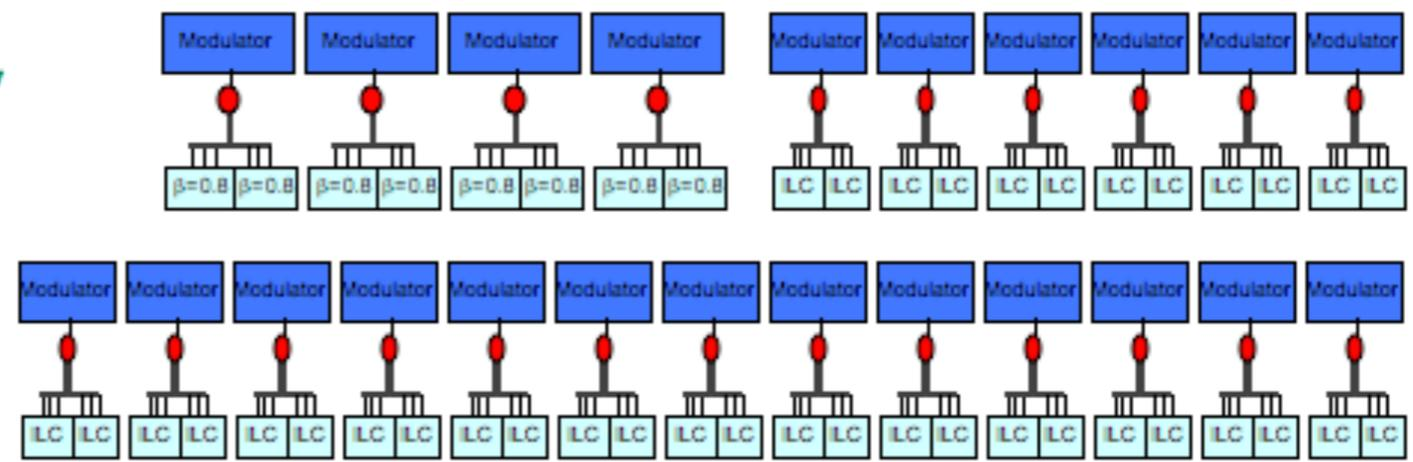 Modulator Modulator Modulator Modulator Modulator Modulator Modulator Modulator Modulator Modulator
β=0.8 β=0.8 β=0.8 β=0.8 β=0.8 β=0.8 β=0.8 β=0.8 ILC ILC ILC ILC ILC ILC ILC ILC ILC ILC ILC ILC
Modulator Modulator Modulator Modulator Modulator Modulator Modulator Modulator Modulator Modulator Modulator Modulator Modulator
ILC ILC ILC ILC ILC ILC ILC ILC ILC ILC ILC ILC ILC ILC ILC ILC ILC ILC ILC ILC ILC ILC ILC ILC ILC ILC